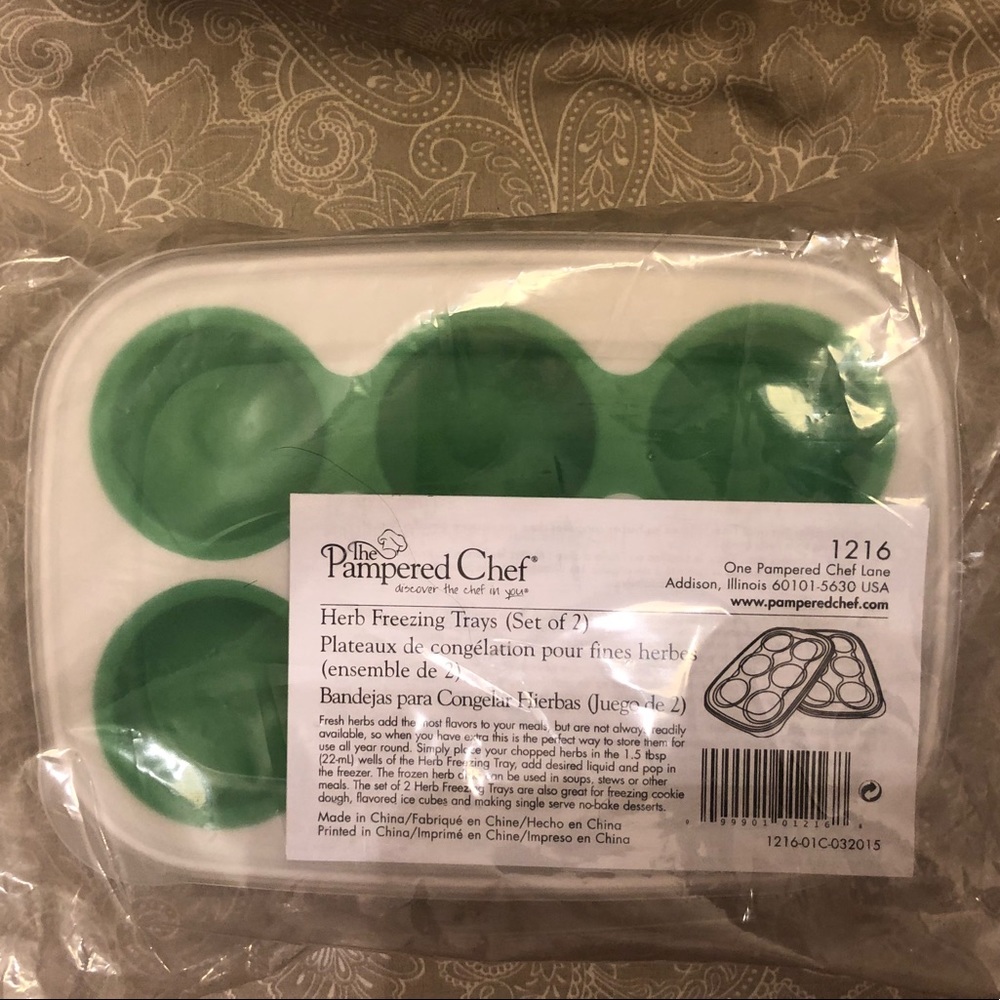 The
Pampered Chef®
discover the chef in you®
1216
One Pampered Chef Lane
Addison, Illinois 60101-5630 USA
www.pamperedchef.com
Herb Freezing Trays (Set of 2)
Plateaux de congélation pour fines herbes
(ensemble de 2)
Bandejas para Congelar Hierbas (Juego de 2)
Fresh herbs add the most flavors to your meals, but are not always readily
available, so when you have extra this is the perfect way to store them for
use all year round. Simply place your chopped herbs in the 1.5 tbsp
(22-mL) wells of the Herb Freezing Tray, add desired liquid and pop in
the freezer. The frozen herb can be used in soups, stews or other
meals. The set of 2 Herb Freezing Trays are also great for freezing cookie
dough, flavored ice cubes and making single serve no-bake desserts.
Made in China/Fabriqué en Chine/Hecho en China
Printed in China/Imprimé en Chine/Impreso en China
99901 01216
1216-01C-032015